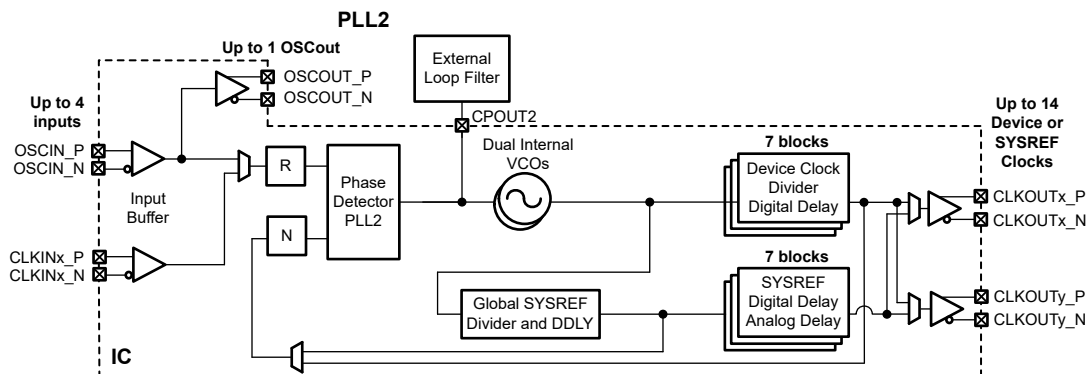 PLL2
Up to 1 OSCout
OSCOUT_P
OSCOUT_N
External
Loop Filter
CPOUT2
Up to 4
inputs
OSCIN_P
OSCIN_N
Input
Buffer
CLKINx_P
CLKINx_N
R
N
Phase
Detector
PLL2
Dual Internal
VCOs
7 blocks
Device Clock
Divider
Digital Delay
Global SYSREF
Divider and DDLY
7 blocks
SYSREF
Digital Delay
Analog Delay
Up to 14
Device or
SYSREF
Clocks
CLKOUTx_P
CLKOUTx_N
CLKOUTy_P
CLKOUTy_N
IC